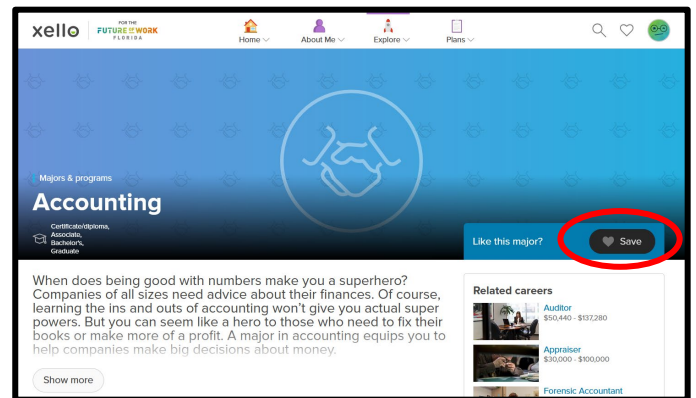 xello
FOR THE
FUTURE OF WORK
FLORIDA
Home
About Me
Explore
Plans
Majors & programs
Accounting
Certificate/diploma,
Associate,
Bachelor's,
Graduate
Like this major?
Save
When does being good with numbers make you a superhero?
Companies of all sizes need advice about their finances. Of course,
learning the ins and outs of accounting won't give you actual super
powers. But you can seem like a hero to those who need to fix their
books or make more of a profit. A major in accounting equips you to
help companies make big decisions about money.
Show more
Related careers
Auditor
$50,440 - $137,280
Appraiser
$30,000 - $100,000
Forensic Accountant